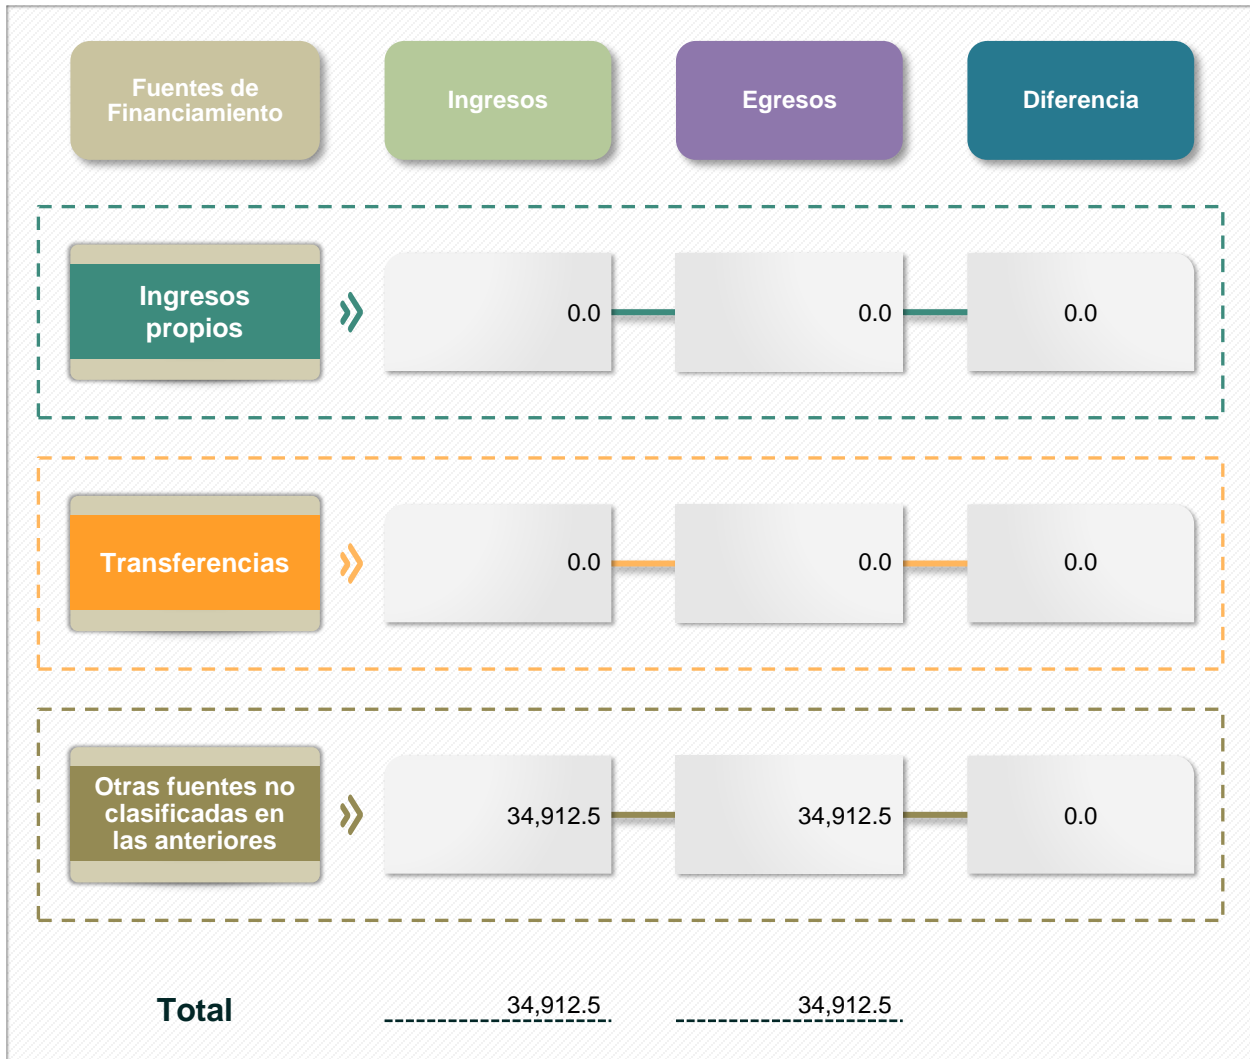 Fuentes de
Financiamiento
Ingresos
Egresos
Diferencia
Ingresos
propios
0.0
0.0
0.0
Transferencias
0.0
0.0
0.0
Otras fuentes no
clasificadas en
las anteriores
34,912.5
34,912.5
0.0
Total
34,912.5
34,912.5